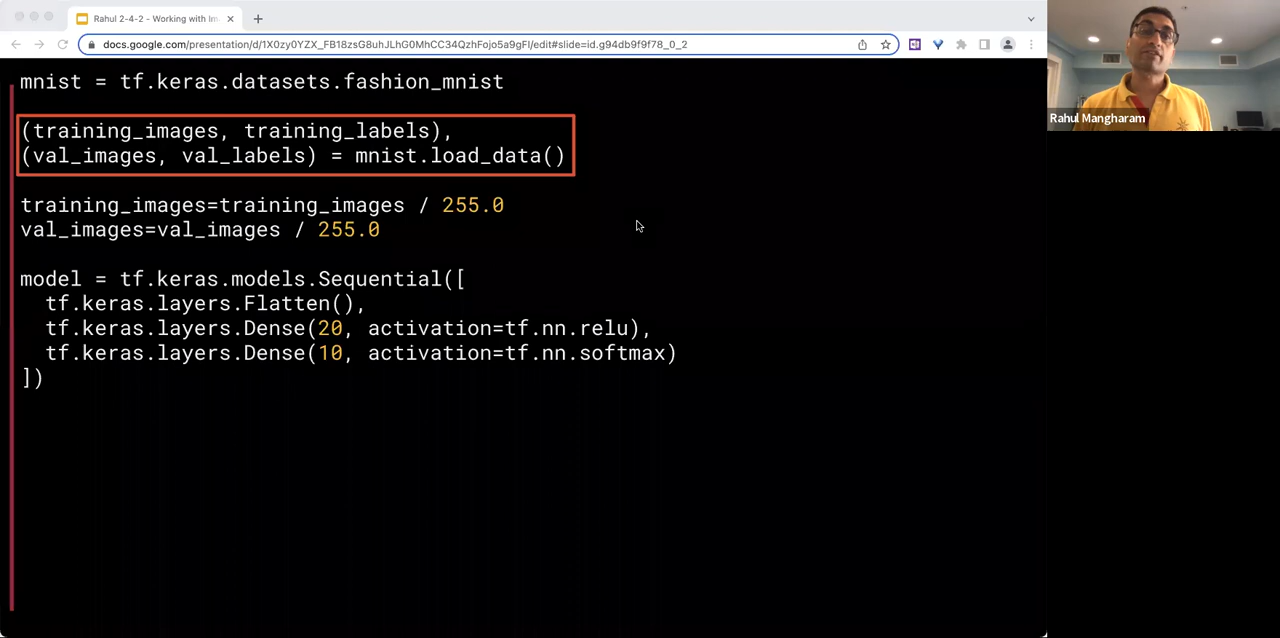 Rahul 2-4-2 - Working with Im
docs.google.com/presentation/d/1X0zy0YZX_FB18zsG8uhJLhG0MhCC34QzhFojo5a9gFI/edit#slide=id.g94db9f9f78_0_2
mnist = tf.keras.datasets.fashion_mnist
(training_images, training_labels),
(val_images, val_labels) = mnist.load_data()
training_images=training_images / 255.0
val_images=val_images / 255.0
model = tf.keras.models.Sequential([
tf.keras.layers.Flatten(),
tf.keras.layers.Dense(20, activation=tf.nn.relu),
tf.keras.layers.Dense(10, activation=tf.nn.softmax)
])
Rahul Mangharam